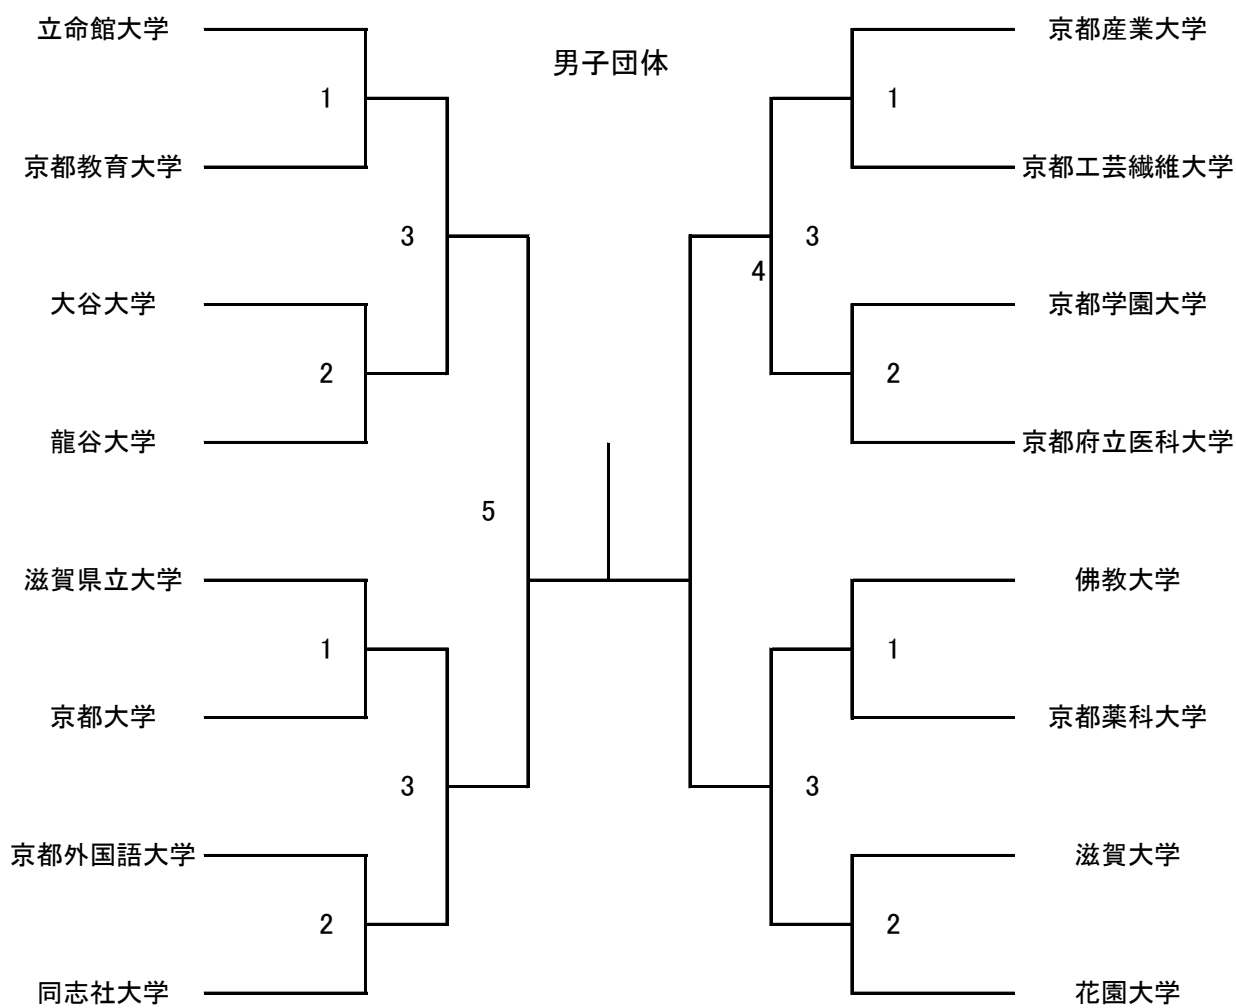 立命館大学
京都産業大学
男子団体
1
1
京都教育大学
京都工芸繊維大学
3
3
4
大谷大学
京都学園大学
2
2
龍谷大学
京都府立医科大学
5
滋賀県立大学
佛教大学
1
1
京都大学
京都薬科大学
3
3
京都外国語大学
滋賀大学
2
2
同志社大学
花園大学